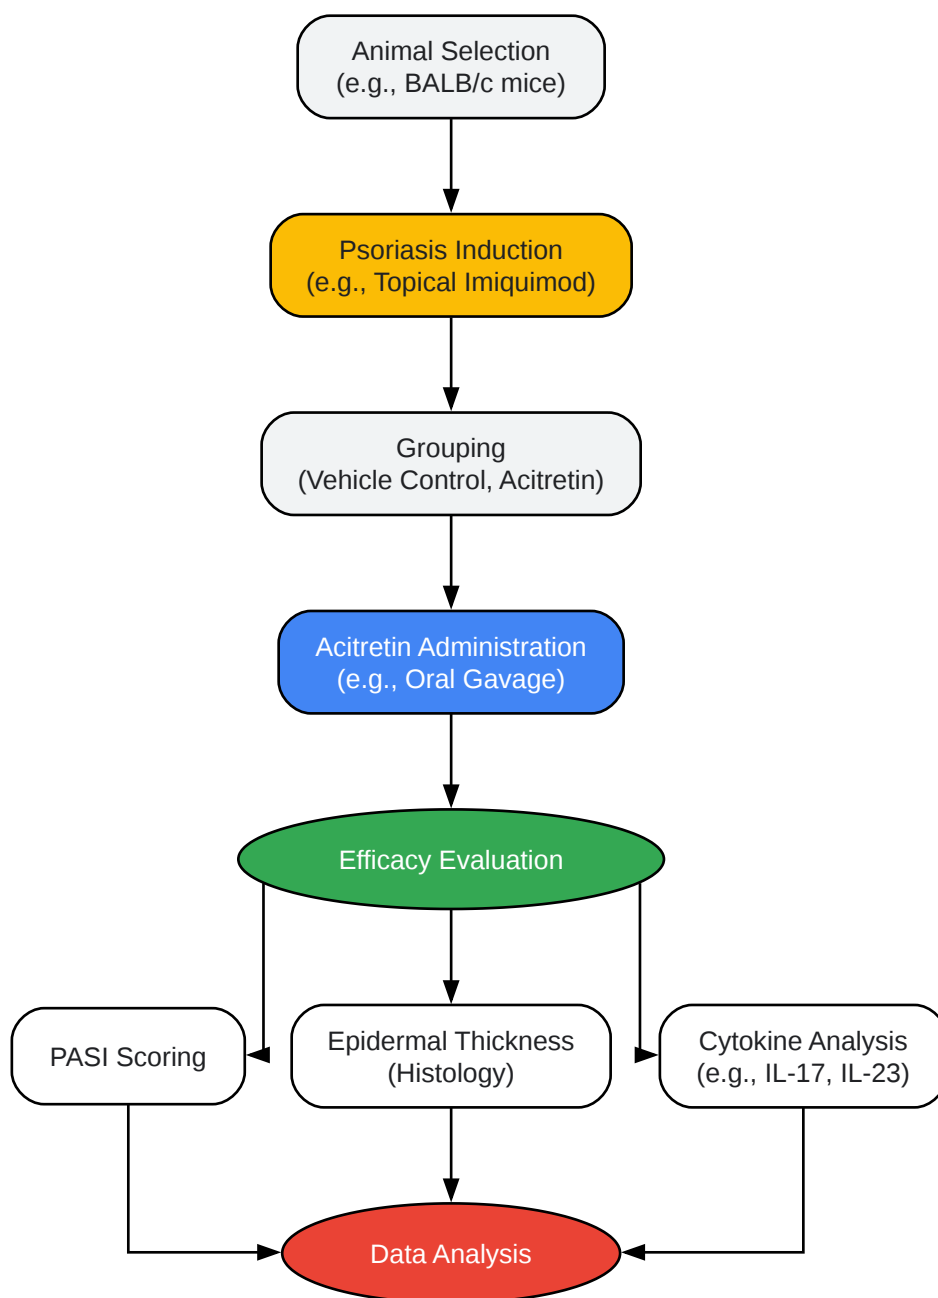 Animal Selection
(e.g., BALB/c mice)
Psoriasis Induction
(e.g., Topical Imiquimod)
Grouping
(Vehicle Control, Acitretin)
Acitretin Administration
(e.g., Oral Gavage)
Efficacy Evaluation
PASI Scoring
Epidermal Thickness
(Histology)
Cytokine Analysis
(e.g., IL-17, IL-23)
Data Analysis